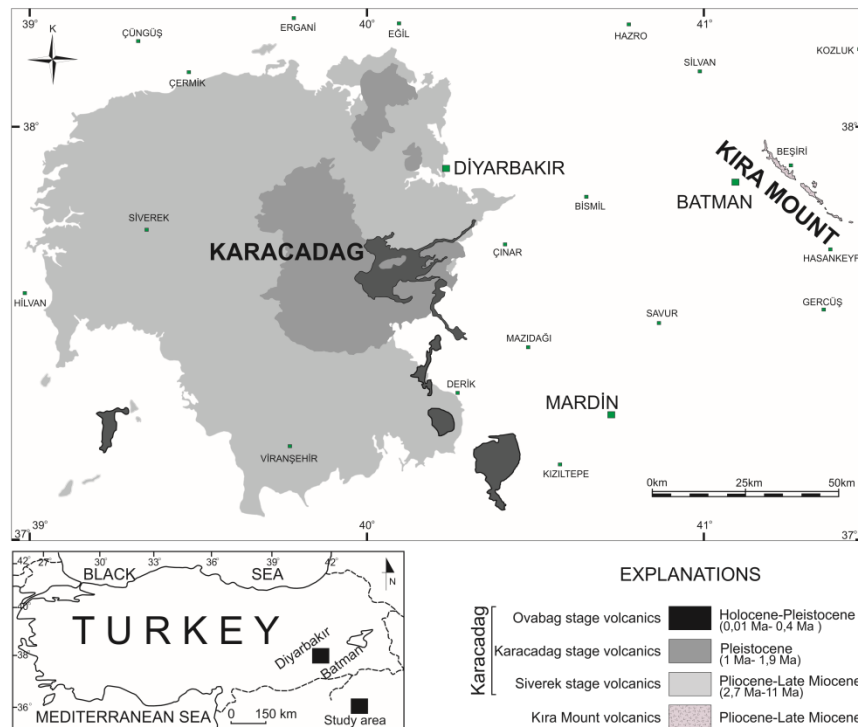 39° 40° 41°
K
ÇÜNGÜŞ
ERGANİ
EĞİL
HAZRO
KOZLUK
SİLVAN
ÇERMİK
38° 38°
BEŞİRİ
DİYARBAKIR
KIRA MOUNT
BATMAN
BİSMİL
SİVEREK
KARACADAG
ÇINAR
HASANKEYF
HİLVAN
GERCÜŞ
SAVUR
MAZIDAĞI
DERİK
MARDİN
VİRANŞEHİR
KIZILTEPE
0km 25km 50km
37° 39° 40° 41° 37°
42° 27° 30° 33° 36° 39° 42°
N
BLACK SEA
TURKEY
Diyarbakır
Batman
38°
36°
MEDITERRANEAN SEA
0 150 km
Study area
EXPLANATIONS
Karacadag
Ovabag stage volcanics Holocene-Pleistocene
(0,01 Ma- 0,4 Ma )
Karacadag stage volcanics Pleistocene
(1 Ma- 1,9 Ma)
Siverek stage volcanics Pliocene-Late Miocene
(2,7 Ma-11 Ma)
Kıra Mount volcanics Pliocene-Late Miocene